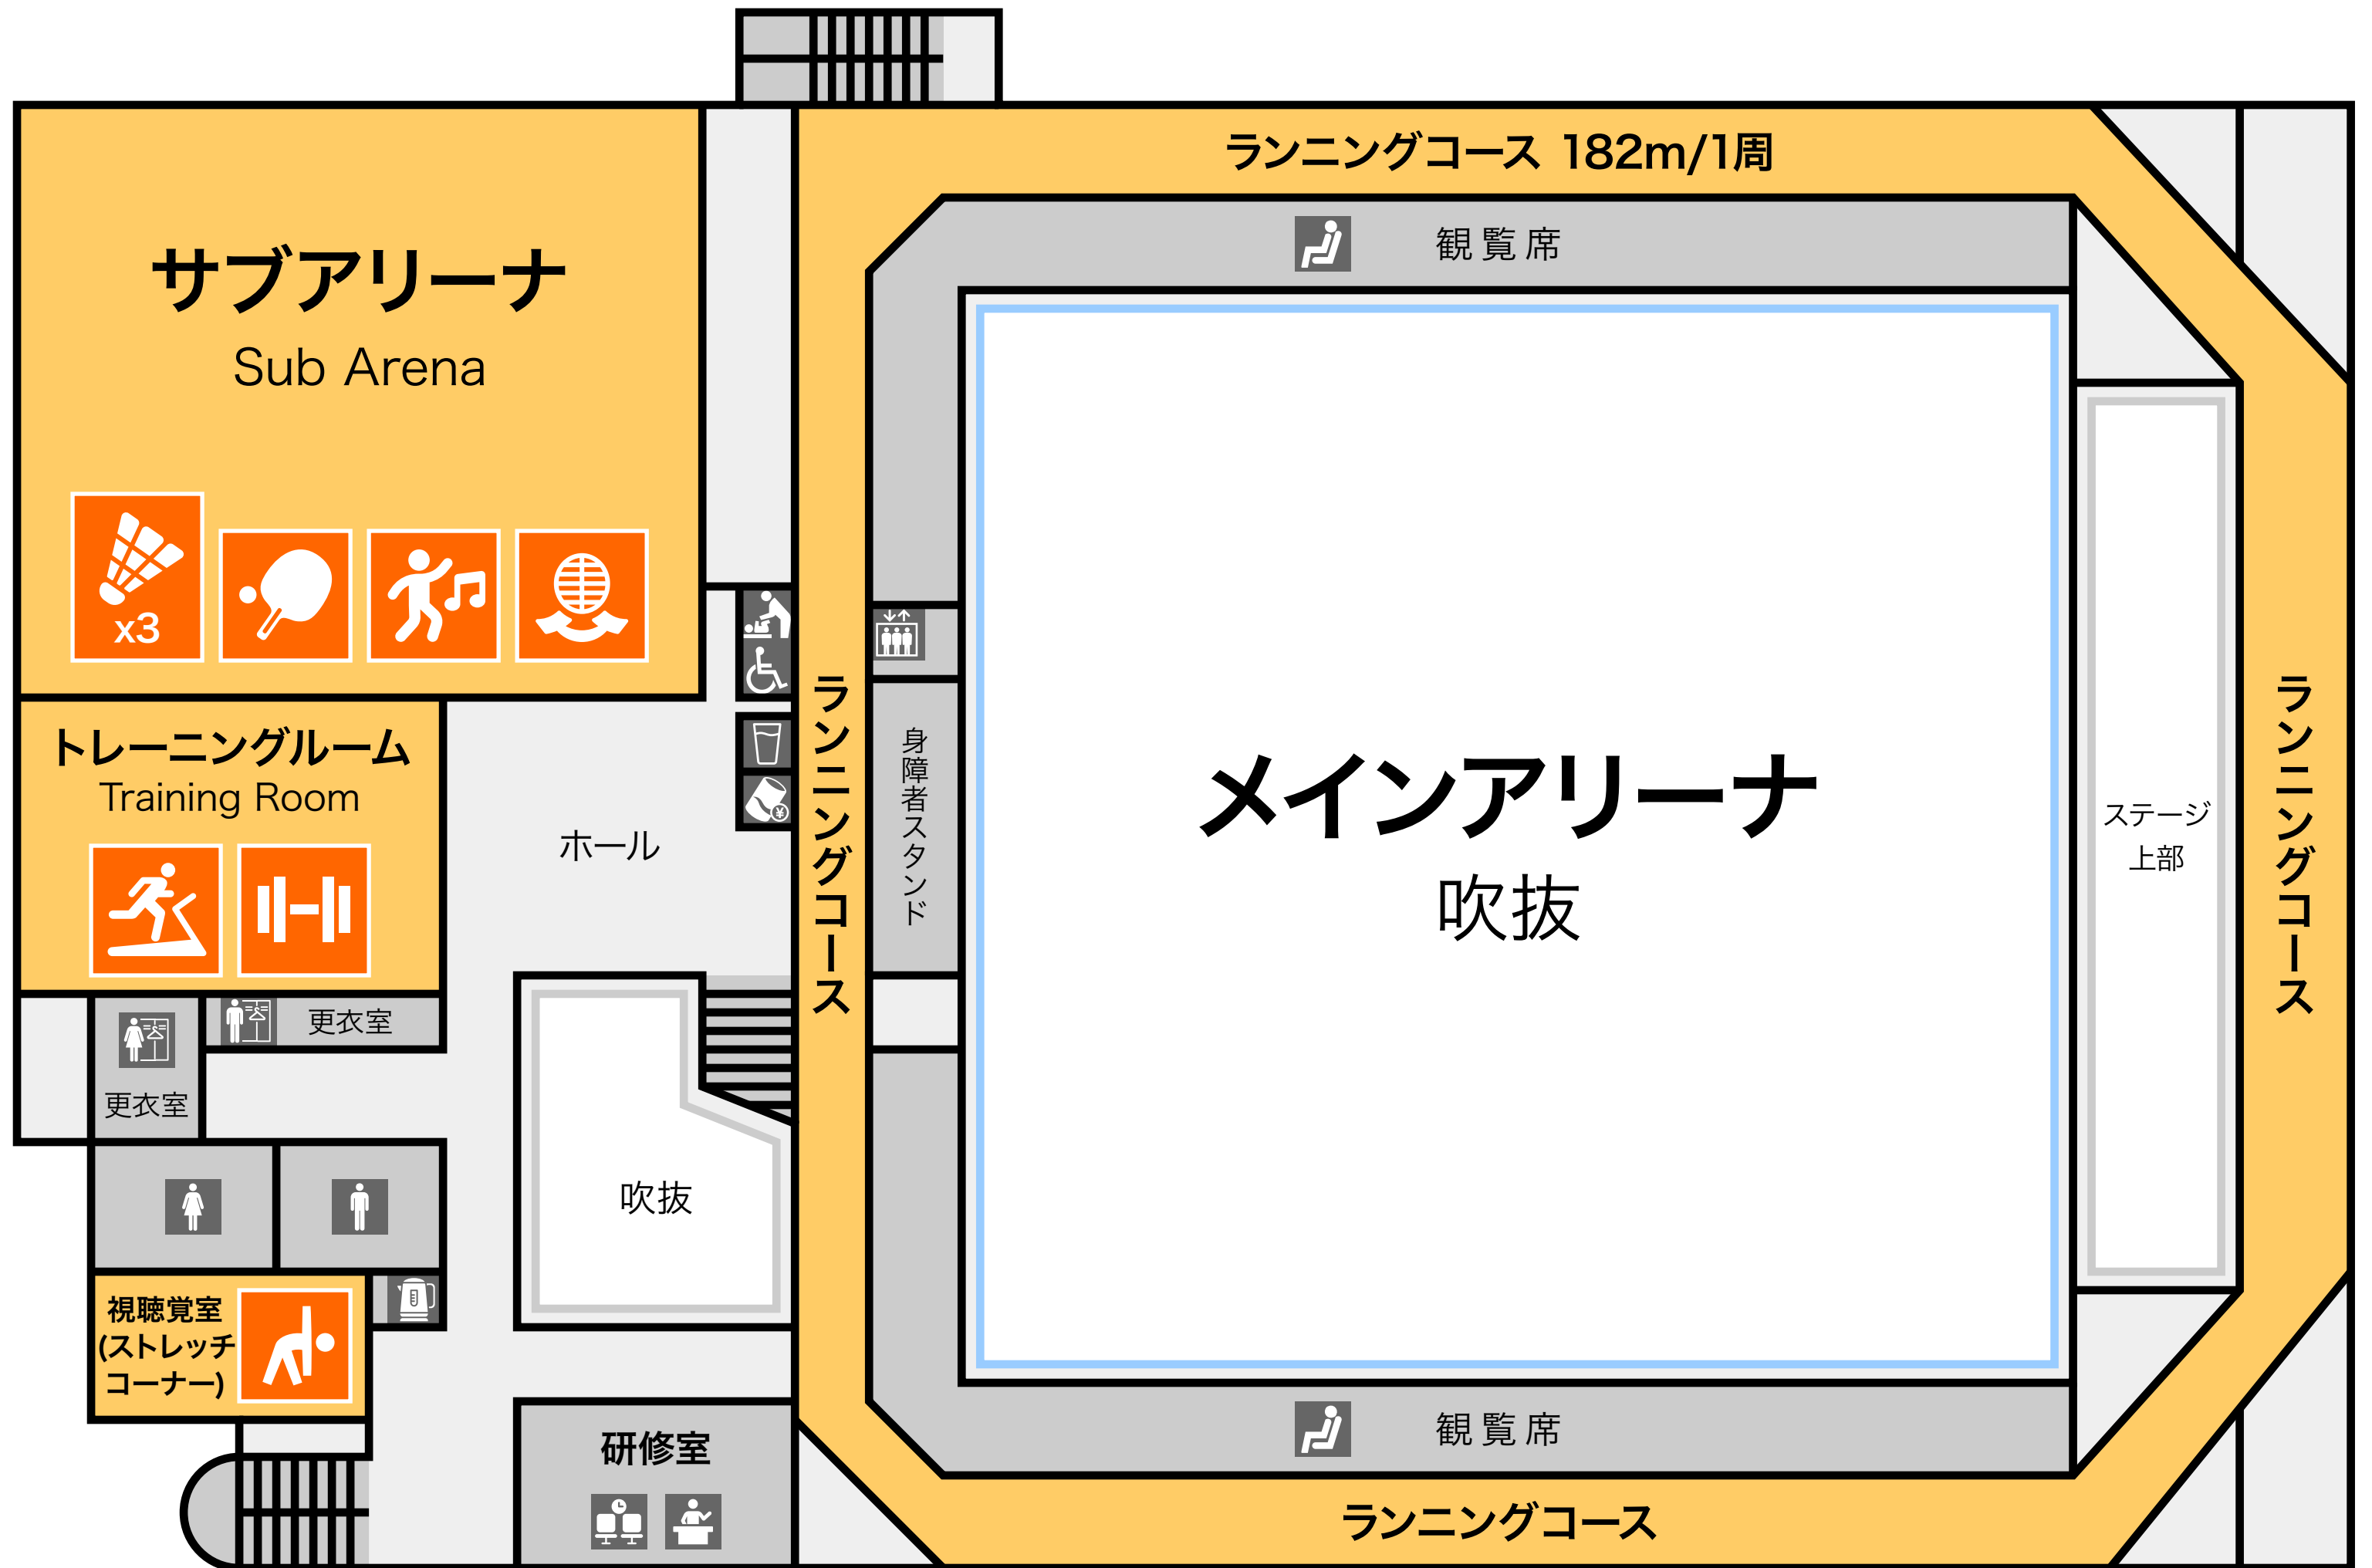 ランニングコース 182m/1周
観覧席
サブアリーナ
Sub Arena
x3
トレーニングルーム
Training Room
ホール
ランニングコース
身障者スタンド
メインアリーナ
吹抜
ステージ
上部
ランニングコース
更衣室
更衣室
吹抜
視聴覚室
(ストレッチ
コーナー)
研修室
観覧席
ランニングコース